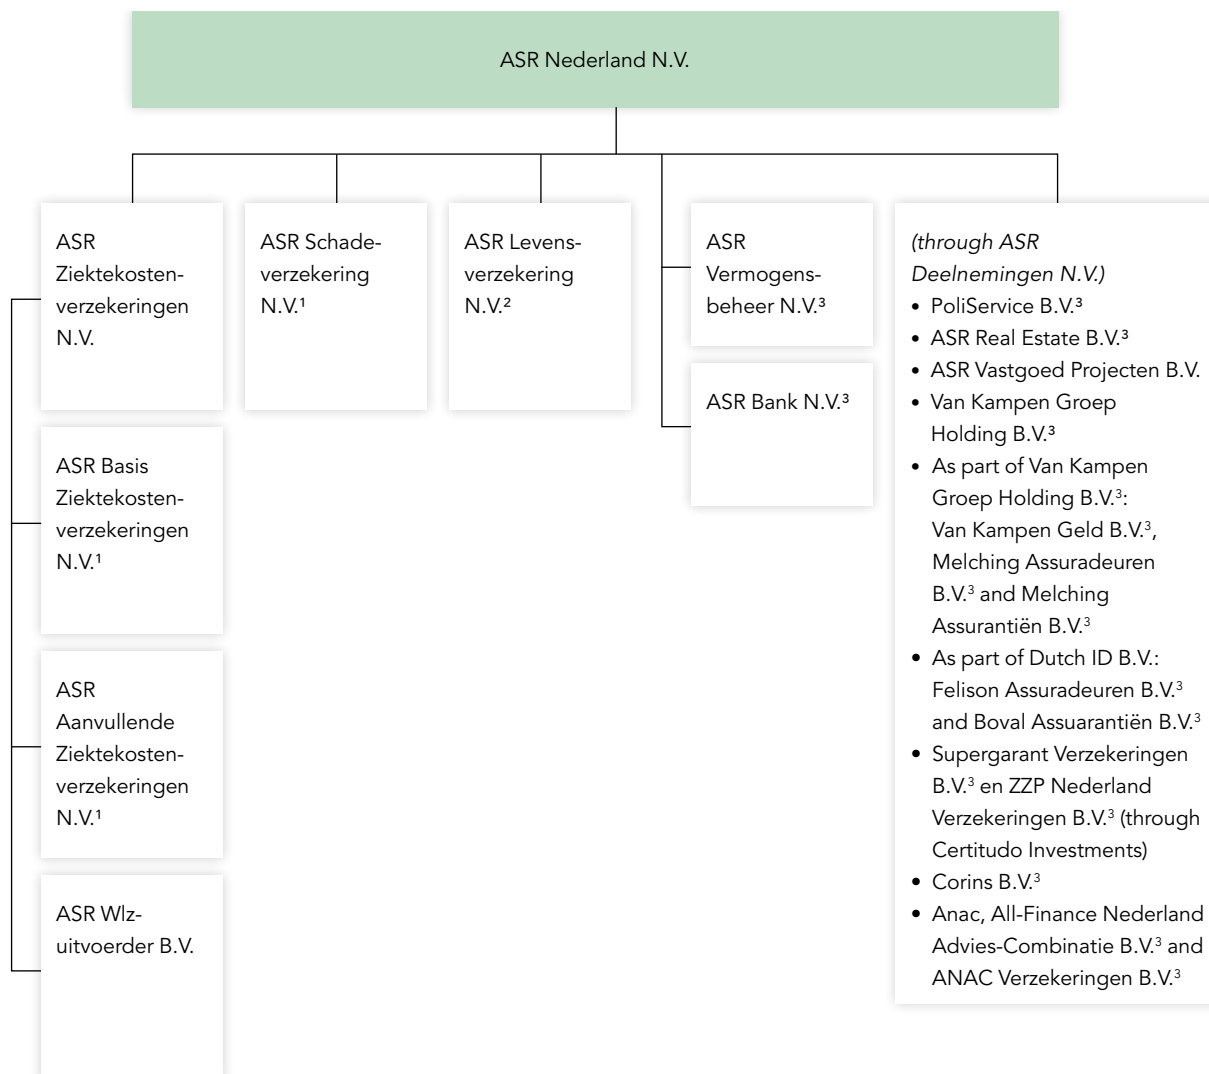 ASR Nederland N.V.
ASR
Ziektekosten-
verzekeringen
N.V.
ASR Basis
Ziektekosten-
verzekeringen
N.V.¹
ASR
Aanvullende
Ziektekosten-
verzekeringen
N.V.¹
ASR Wlz-
uitvoerder B.V.
ASR Schade-
verzekering
N.V.¹
ASR Levens-
verzekering
N.V.²
ASR
Vermogens-
beheer N.V.³
ASR Bank N.V.³
(through ASR
Deelnemingen N.V.)
• PoliService B.V.³
• ASR Real Estate B.V.³
• ASR Vastgoed Projecten B.V.
• Van Kampen Groep
Holding B.V.³
• As part of Van Kampen
Groep Holding B.V.³:
Van Kampen Geld B.V.³,
Melching Assuradeuren
B.V.³ and Melching
Assurantiën B.V.³
• As part of Dutch ID B.V.:
Felison Assuradeuren B.V.³
and Boval Assuarantiën B.V.³
• Supergarant Verzekeringen
B.V.³ en ZZP Nederland
Verzekeringen B.V.³ (through
Certitudo Investments)
• Corins B.V.³
• Anac, All-Finance Nederland
Advies-Combinatie B.V.³ and
ANAC Verzekeringen B.V.³